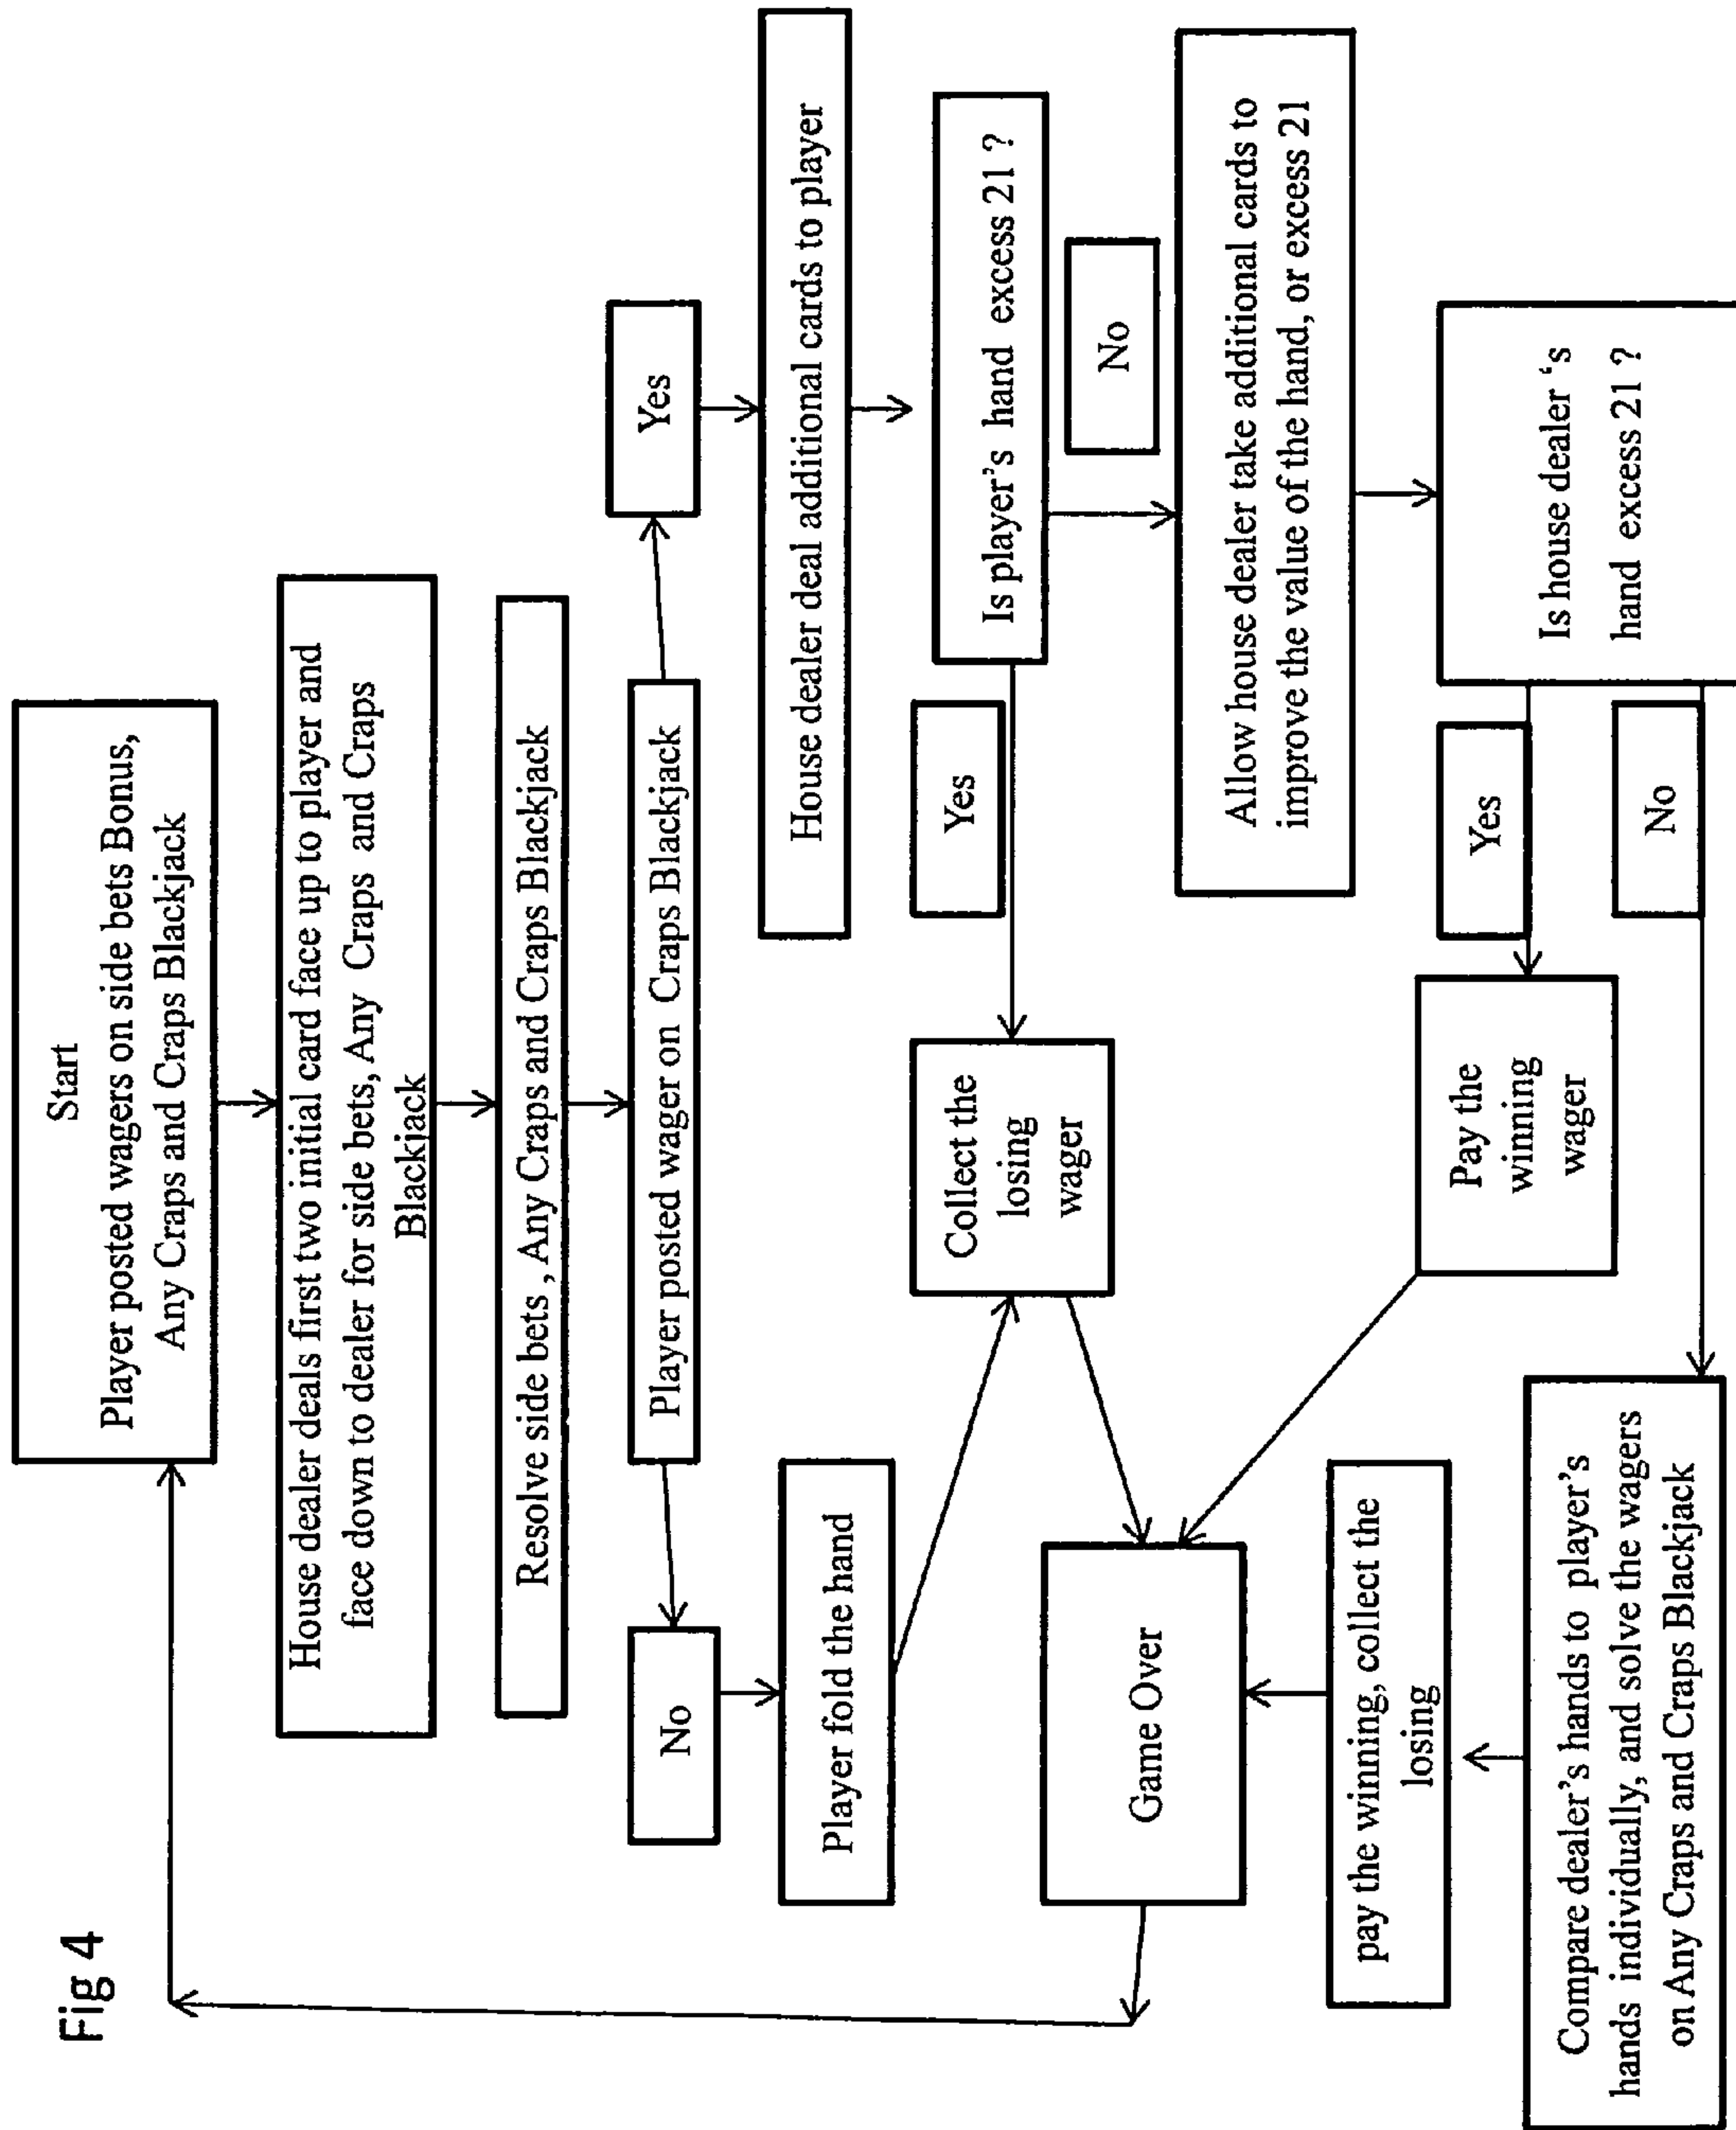 Fig 4
Start
Player posted wagers on side bets Bonus,
Any Craps and Craps Blackjack
House dealer deals first two initial card face up to player and
face down to dealer for side bets, Any Craps and Craps
Blackjack
Resolve side bets , Any Craps and Craps Blackjack
Player posted wager on Craps Blackjack
No
Yes
Player fold the hand
House dealer deal additional cards to player
Collect the
losing
wager
Yes
Is player's hand excess 21 ?
No
Game Over
Allow house dealer take additional cards to
improve the value of the hand, or excess 21
pay the winning, collect the
losing
Pay the
winning
wager
Yes
Is house dealer ‘s
hand excess 21 ?
No
Compare dealer's hands to player's
hands individually, and solve the wagers
on Any Craps and Craps Blackjack